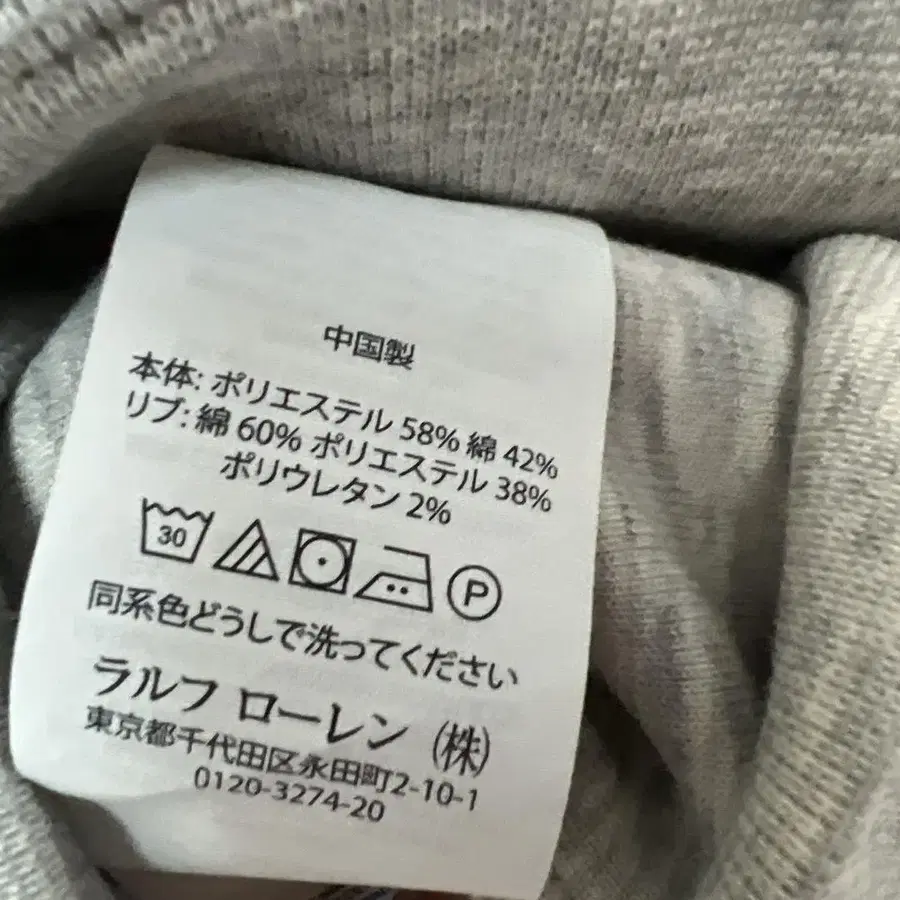 中国製
本体: ポリエステル 58% 綿 42%
リブ: 綿 60% ポリエステル 38%
ポリウレタン 2%
30
P
同系色どうしで洗ってください
ラルフ ローレン (株)
東京都千代田区永田町2-10-1
0120-3274-20